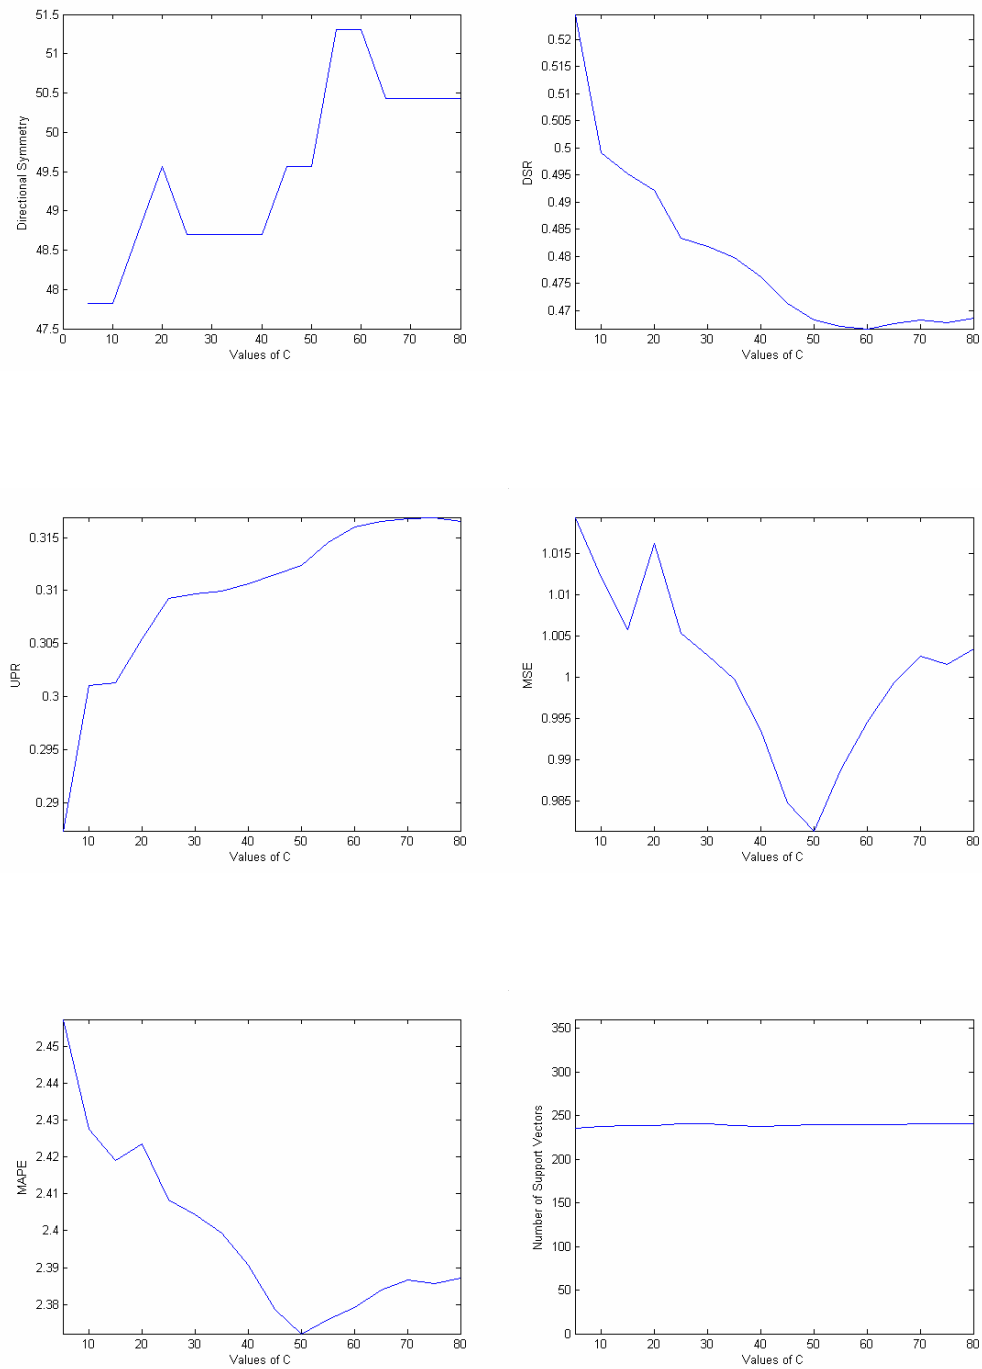 51.5
51
50.5
50
49.5
49
48.5
48
47.5
Directional Symmetry
0 10 20 30 40 50 60 70 80
Values of C
0.52
0.515
0.51
0.505
0.5
0.495
0.49
0.485
0.48
0.475
0.47
DSR
10 20 30 40 50 60 70 80
Values of C
0.315
0.31
0.305
0.3
0.295
0.29
UPR
10 20 30 40 50 60 70 80
Values of C
1.015
1.01
1.005
1
0.995
0.99
0.985
MSE
10 20 30 40 50 60 70 80
Values of C
2.45
2.44
2.43
2.42
2.41
2.4
2.39
2.38
MAPE
10 20 30 40 50 60 70 80
Values of C
350
300
250
200
150
100
50
0
Number of Support Vectors
10 20 30 40 50 60 70 80
Values of C